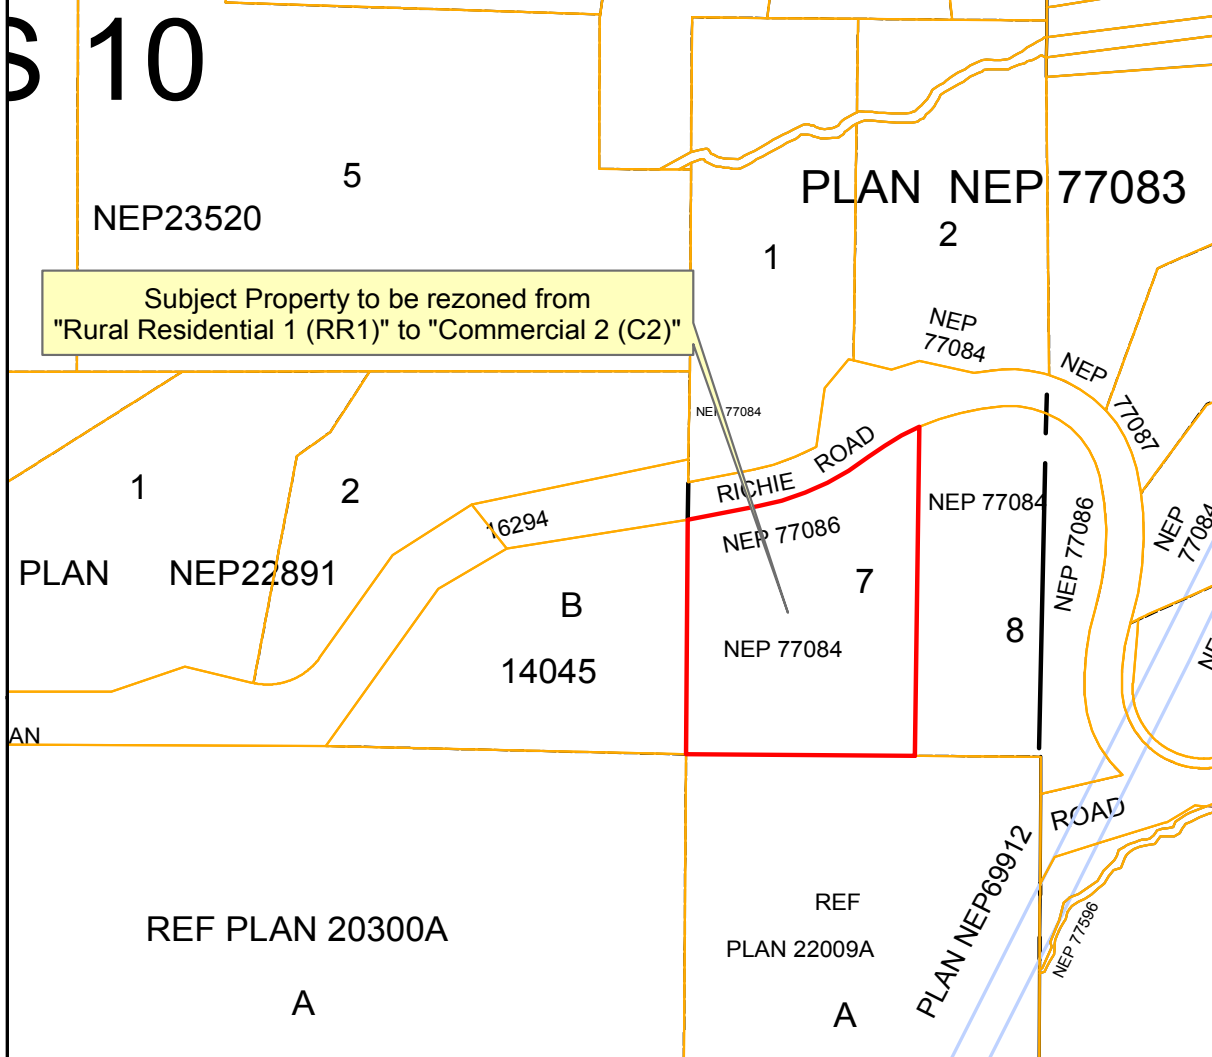 S 10
5
NEP23520
PLAN NEP 77083
1
2
Subject Property to be rezoned from
"Rural Residential 1 (RR1)" to "Commercial 2 (C2)"
NEP
77084
NEP
77087
NEP 77084
RICHIE ROAD
1
2
16294
NEP 77086
NEP 77084
NEP 77086
NEP
77084
PLAN NEP22891
B
7
8
14045
NEP 77084
AN
ROAD
PLAN NEP69912
NEP 77596
REF PLAN 20300A
A
REF
PLAN 22009A
A